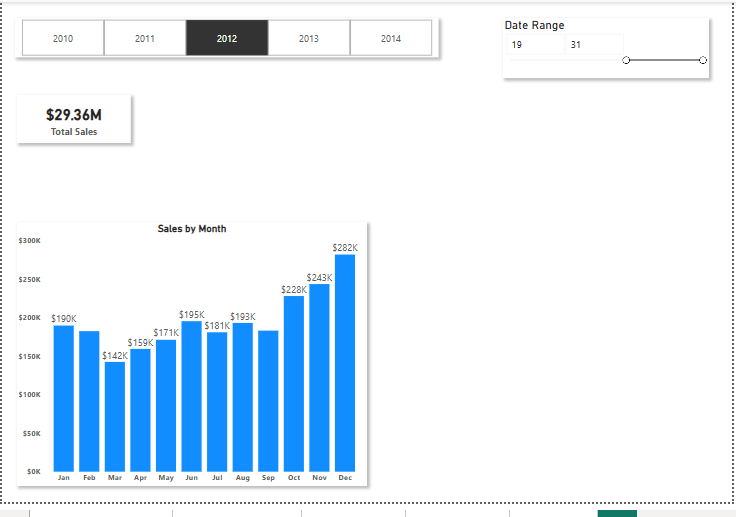 2010 2011 2012 2013 2014
Date Range
19 31
$29.36M
Total Sales
Sales by Month
$300K
$250K
$200K
$150K
$100K
$50K
$0K
$190K
$142K
$159K
$171K
$195K
$181K
$193K
$228K
$243K
$282K
Jan Feb Mar Apr May Jun Jul Aug Sep Oct Nov Dec